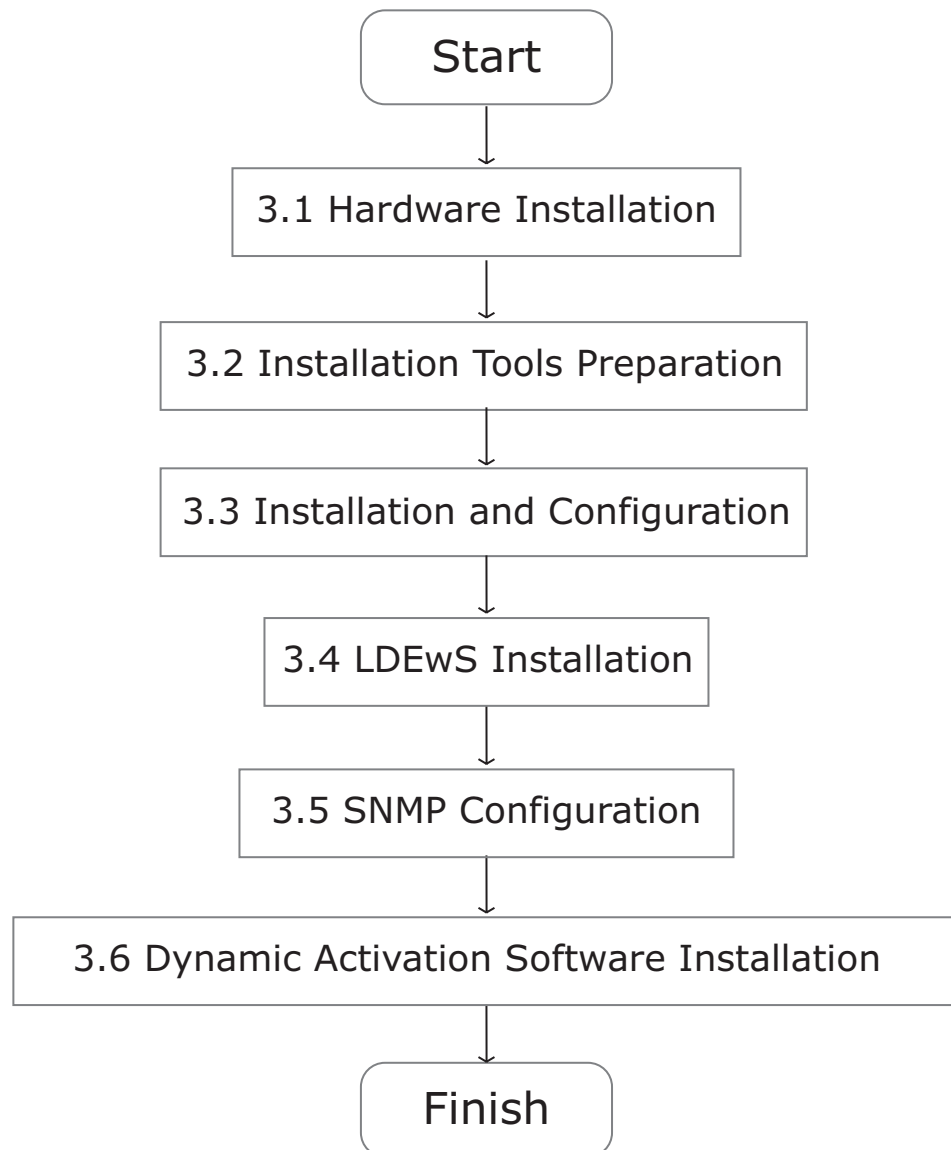 Start
3.1 Hardware Installation
3.2 Installation Tools Preparation
3.3 Installation and Configuration
3.4 LDEwS Installation
3.5 SNMP Configuration
3.6 Dynamic Activation Software Installation
Finish